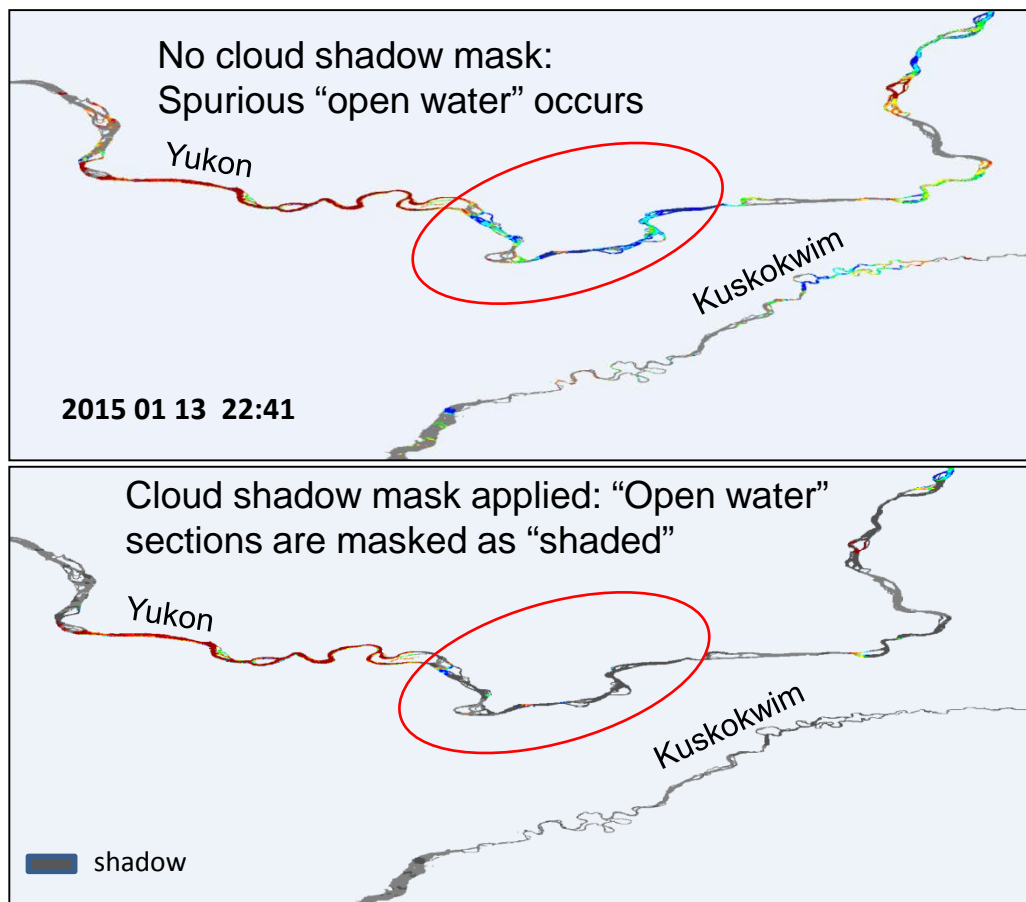 No cloud shadow mask:
Spurious “open water” occurs
Yukon
Kuskokwim
2015 01 13  22:41
Cloud shadow mask applied: “Open water”
sections are masked as “shaded”
Yukon
Kuskokwim
shadow